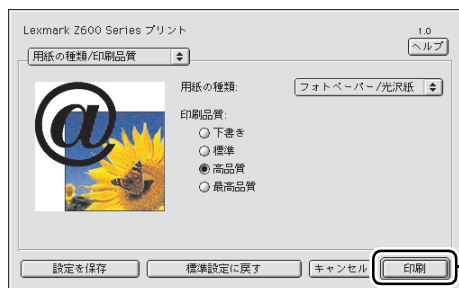 Lexmark Z600 Series プリント
1.0
用紙の種類/印刷品質
ヘルプ
用紙の種類:
フォトペーパー/光沢紙
印刷品質:
下書き
標準
高品質
最高品質
@
設定を保存
標準設定に戻す
キャンセル
印刷